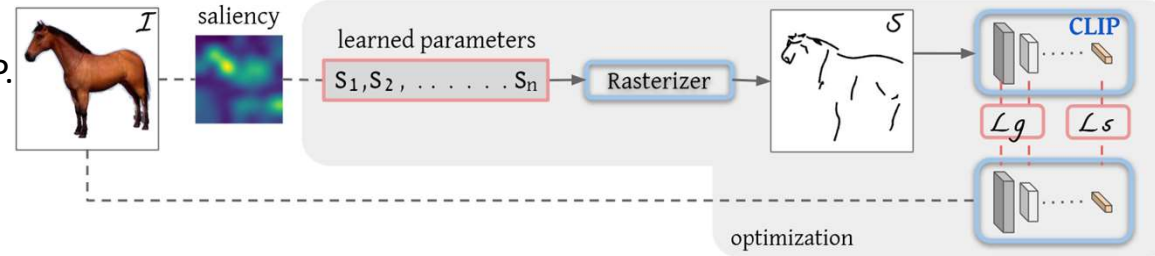 I
saliency
learned parameters
S1,S2, . . . . . . Sn
Rasterizer
S
CLIP
Lg
Ls
P.
optimization